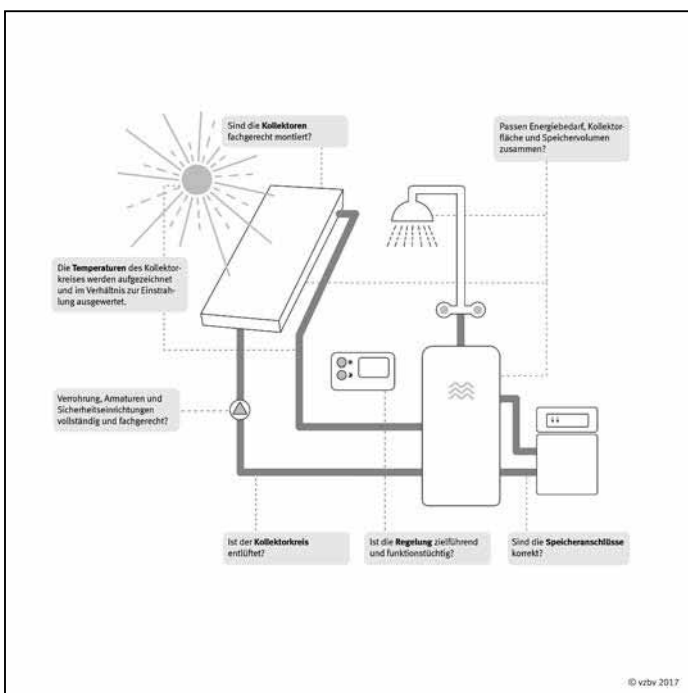 Sind die Kollektoren
fachgerecht montiert?
Passen Energiebedarf, Kollektor-
fläche und Speichervolumen
zusammen?
Die Temperaturen des Kollektor-
kreises werden aufgezeichnet
und im Verhältnis zur Einstrah-
lung ausgewertet.
Verrohrung, Armaturen und
Sicherheitseinrichtungen
vollständig und fachgerecht?
Ist der Kollektorkreis
entlüftet?
Ist die Regelung zielführend
und funktionstüchtig?
Sind die Speicheranschlüsse
korrekt?
© vzbv 2017